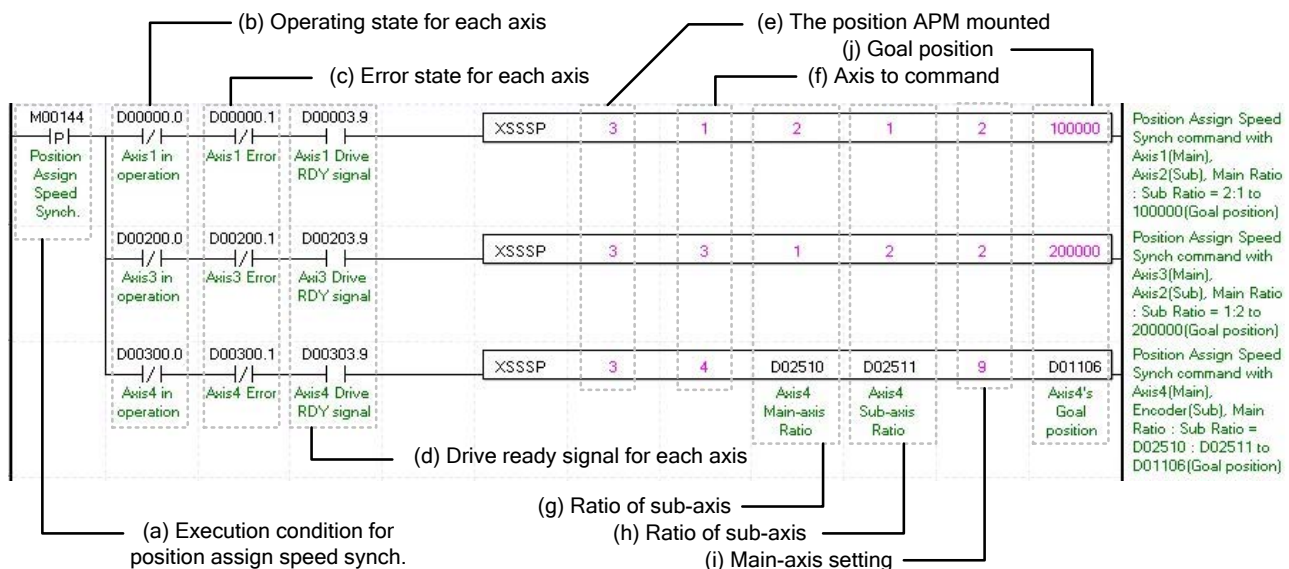 (b) Operating state for each axis
(e) The position APM mounted
(j) Goal position
(c) Error state for each axis
(f) Axis to command
M00144
P
Position
Assign
Speed
Synch.
D00000.0
Axis1 in
operation
D00000.1
Axis1 Error
D00003.9
Axis1 Drive
RDY signal
XSSSP 3 1 2 1 2 100000
Position Assign Speed
Synch command with
Axis1(Main),
Axis2(Sub), Main Ratio
: Sub Ratio = 2:1 to
100000(Goal position)
D00200.0
Axis3 in
operation
D00200.1
Axis3 Error
D00203.9
Axi3 Drive
RDY signal
XSSSP 3 3 1 2 2 200000
Position Assign Speed
Synch command with
Axis3(Main),
Axis2(Sub), Main Ratio
: Sub Ratio = 1:2 to
200000(Goal position)
D00300.0
Axis4 in
operation
D00300.1
Axis4 Error
D00303.9
Axis4 Drive
RDY signal
XSSSP 3 4 D02510 D02511 9 D01106
Axis4
Main-axis
Ratio
Axis4
Sub-axis
Ratio
Axis4's
Goal
position
Position Assign Speed
Synch command with
Axis4(Main),
Encoder(Sub), Main
Ratio : Sub Ratio =
D02510 : D02511 to
D01106(Goal position)
(d) Drive ready signal for each axis
(g) Ratio of sub-axis
(h) Ratio of sub-axis
(i) Main-axis setting
(a) Execution condition for
position assign speed synch.